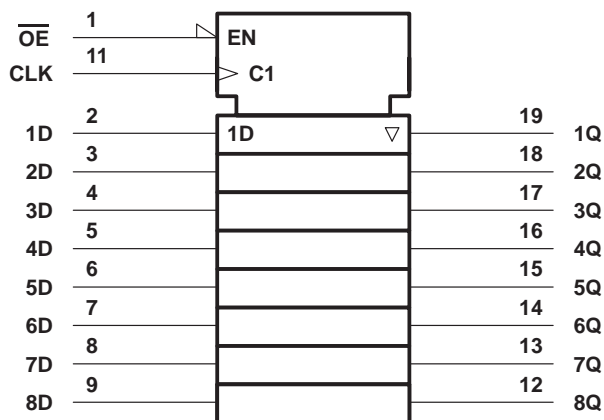 OE 1 EN
CLK 11 C1
1D 2 1D 19 1Q
2D 3 18 2Q
3D 4 17 3Q
4D 5 16 4Q
5D 6 15 5Q
6D 7 14 6Q
7D 8 13 7Q
8D 9 12 8Q